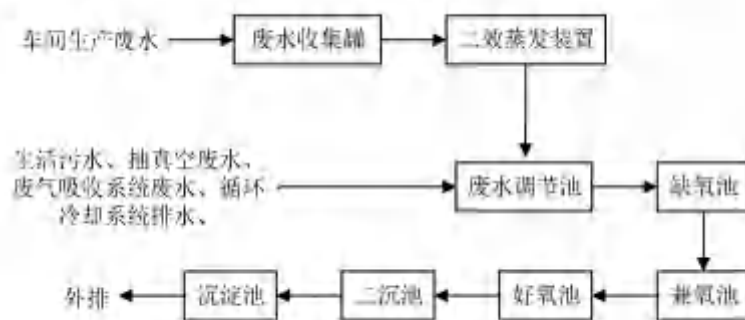 车间生产废水
废水收集罐
二效蒸发装置
生活污水、抽真空废水、
废气吸收系统废水、循环
冷却系统排水、
废水调节池
缺氧池
外排
沉淀池
二沉池
好氧池
兼氧池